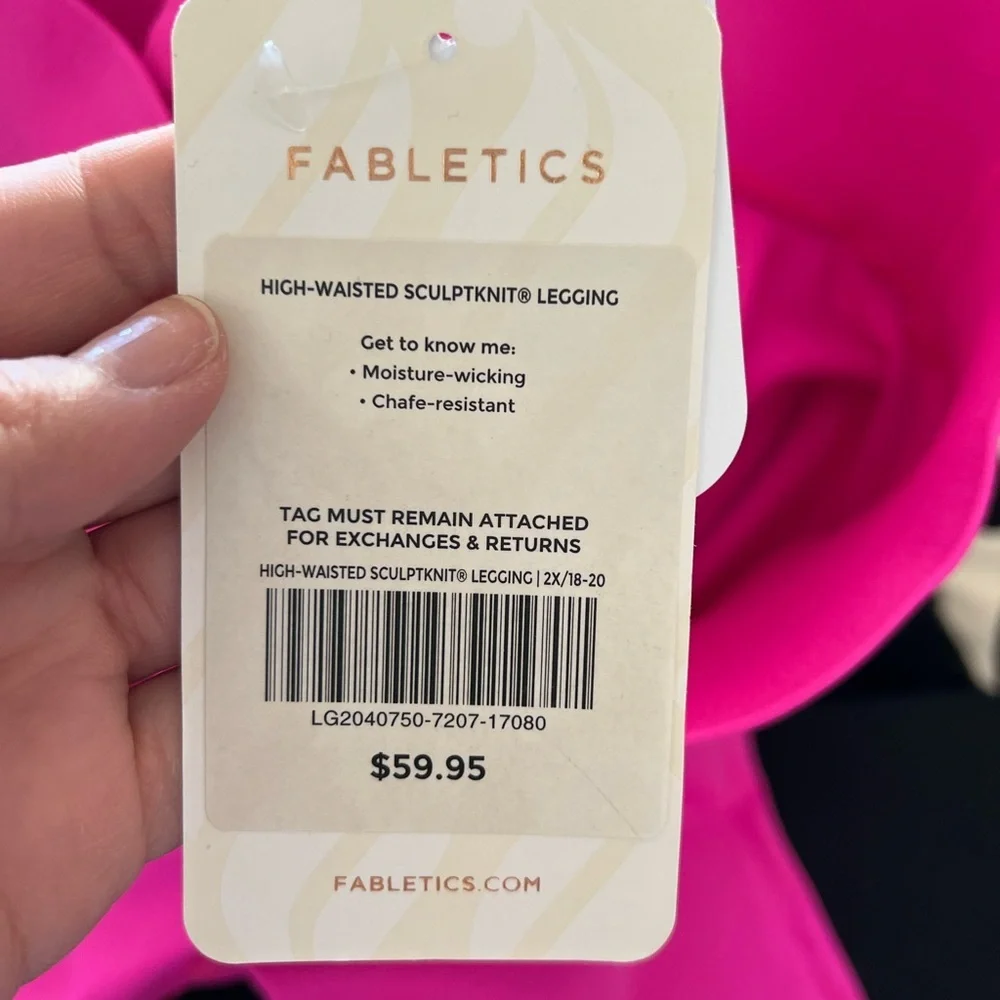 FABLETICS
HIGH-WAISTED SCULPTKNIT® LEGGING
Get to know me:
• Moisture-wicking
• Chafe-resistant
TAG MUST REMAIN ATTACHED
FOR EXCHANGES & RETURNS
HIGH-WAISTED SCULPTKNIT® LEGGING | 2X/18-20
LG2040750-7207-17080
$59.95
FABLETICS.COM